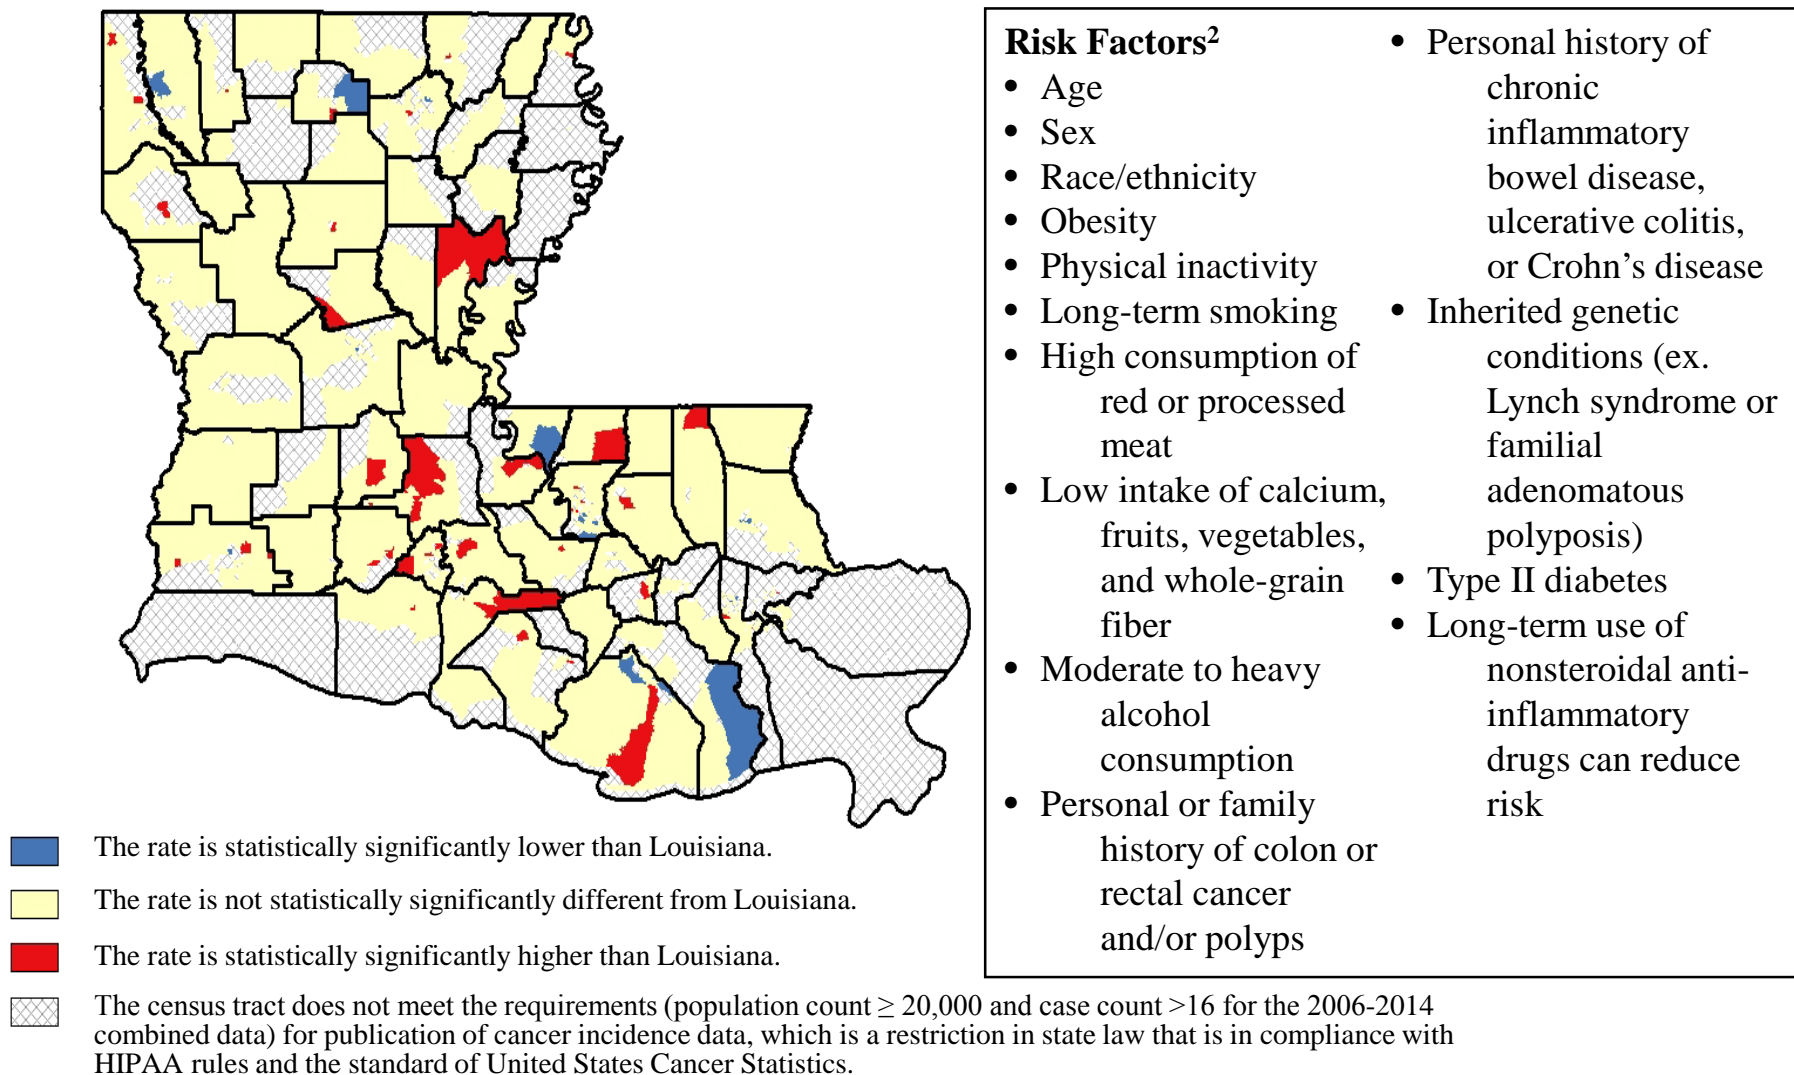 Risk Factors²
• Age
• Sex
• Race/ethnicity
• Obesity
• Physical inactivity
• Long-term smoking
• High consumption of
red or processed
meat
• Low intake of calcium,
fruits, vegetables,
and whole-grain
fiber
• Moderate to heavy
alcohol
consumption
• Personal or family
history of colon or
rectal cancer
and/or polyps
• Personal history of
chronic
inflammatory
bowel disease,
ulcerative colitis,
or Crohn’s disease
• Inherited genetic
conditions (ex.
Lynch syndrome or
familial
adenomatous
polyposis)
• Type II diabetes
• Long-term use of
nonsteroidal anti-
inflammatory
drugs can reduce
risk
The rate is statistically significantly lower than Louisiana.
The rate is not statistically significantly different from Louisiana.
The rate is statistically significantly higher than Louisiana.
The census tract does not meet the requirements (population count ≥ 20,000 and case count >16 for the 2006-2014
combined data) for publication of cancer incidence data, which is a restriction in state law that is in compliance with
HIPAA rules and the standard of United States Cancer Statistics.